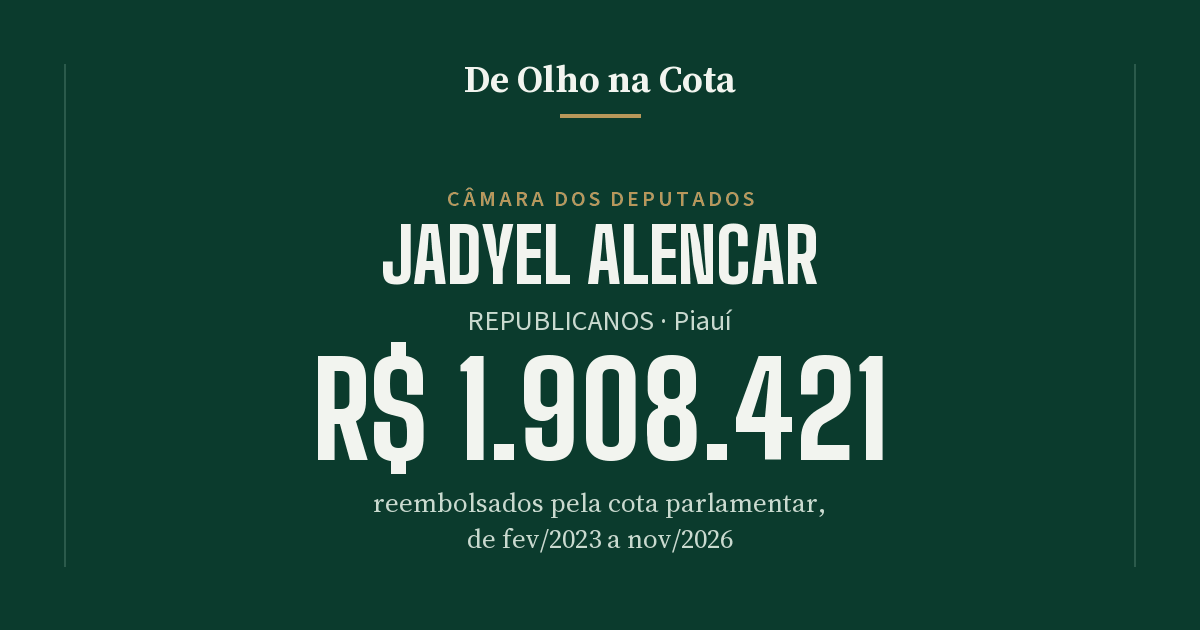 De Olho na Cota
CÂMARA DOS DEPUTADOS
JADYEL ALENCAR
REPUBLICANOS · Piauí
R$ 1.908.421
reembolsados pela cota parlamentar,
de fev/2023 a nov/2026